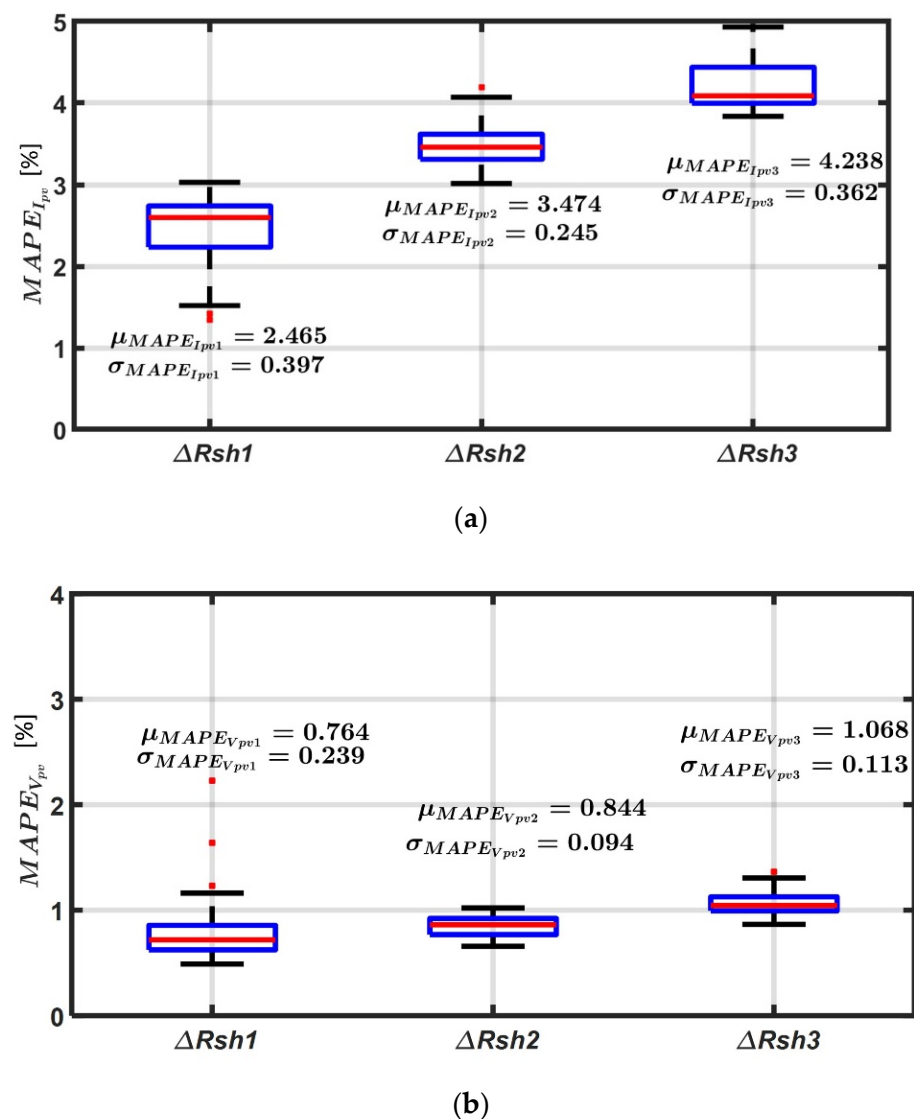 5
4
3
2
1
0
MAPE_{I_{pv}} [%]
μ_{MAPE_{Ipv3}} = 4.238
σ_{MAPE_{Ipv3}} = 0.362
μ_{MAPE_{Ipv2}} = 3.474
σ_{MAPE_{Ipv2}} = 0.245
μ_{MAPE_{Ipv1}} = 2.465
σ_{MAPE_{Ipv1}} = 0.397
ΔRsh1 ΔRsh2 ΔRsh3
(a)
4
3
2
1
0
MAPE_{V_{pv}} [%]
μ_{MAPE_{Vpv1}} = 0.764
σ_{MAPE_{Vpv1}} = 0.239
μ_{MAPE_{Vpv3}} = 1.068
σ_{MAPE_{Vpv3}} = 0.113
μ_{MAPE_{Vpv2}} = 0.844
σ_{MAPE_{Vpv2}} = 0.094
ΔRsh1 ΔRsh2 ΔRsh3
(b)